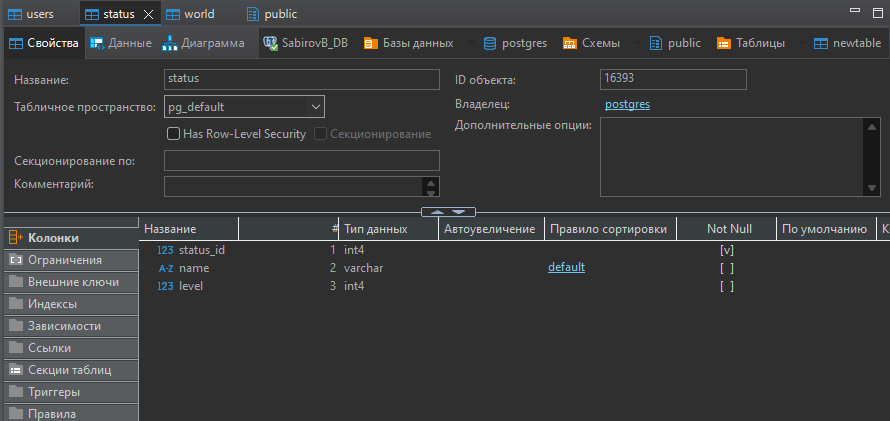 users status world public
Свойства Данные Диаграмма SabirovB_DB Базы данных postgres Схемы public Таблицы newtable
Название: status ID объекта: 16393
Табличное пространство: pg_default Владелец: postgres
Has Row-Level Security Секционирование Дополнительные опции:
Секционирование по:
Комментарий:
Название # Тип данных Автоувеличение Правило сортировки Not Null По умолчанию К
123 status_id 1 int4 [v]
A-Z name 2 varchar default [ ]
123 level 3 int4 [ ]
Колонки
Ограничения
Внешние ключи
Индексы
Зависимости
Ссылки
Секции таблиц
Триггеры
Правила